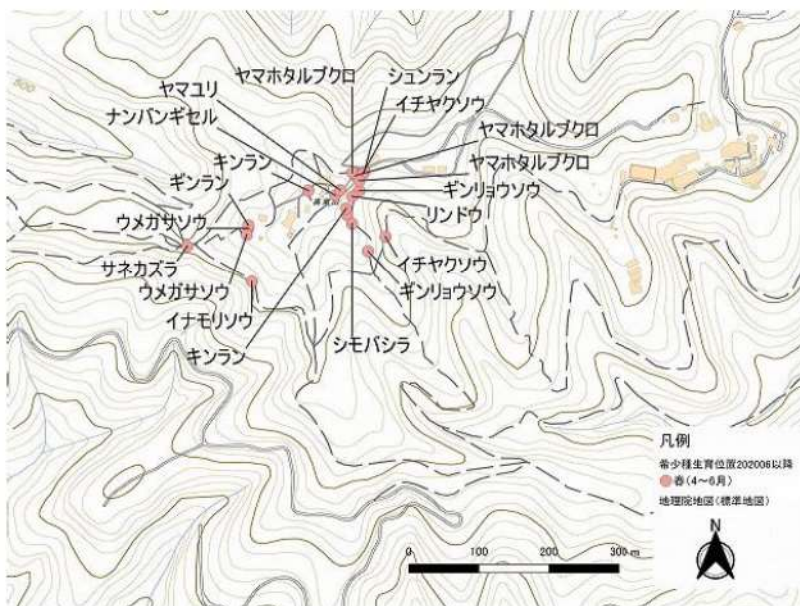 ヤマホタルブクロ
シュンラン
ヤマユリ
イチヤクソウ
ナンバンギセル
ヤマホタルブクロ
キンラン
ヤマホタルブクロ
ギンラン
ギンリョウソウ
ウメガサソウ
リンドウ
サネカズラ
イチヤクソウ
ウメガサソウ
ギンリョウソウ
イナモリソウ
シモバシラ
キンラン
500
凡例
希少種生育位置202006以降
春(4~6月)
地理院地図(標準地図)
N
0 100 200 300 m